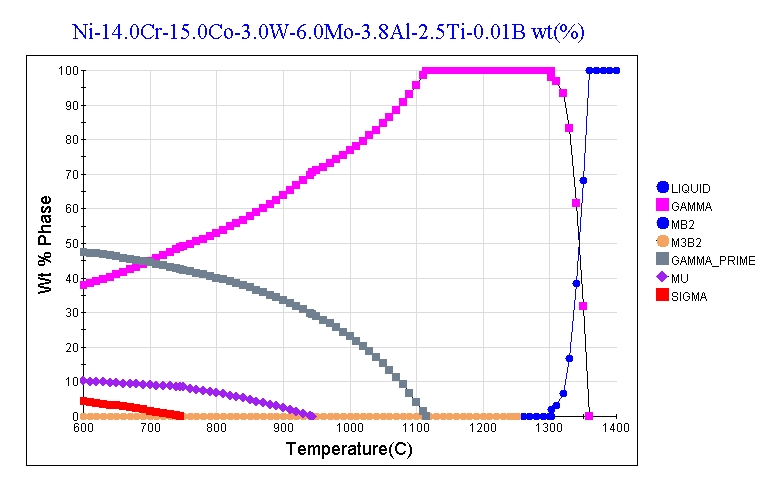 Ni-14.0Cr-15.0Co-3.0W-6.0Mo-3.8Al-2.5Ti-0.01B wt(%)
100
90
80
70
60
50
40
30
20
10
0
Wt % Phase
600 700 800 900 1000 1100 1200 1300 1400
Temperature(C)
LIQUID
GAMMA
MB2
M3B2
GAMMA_PRIME
MU
SIGMA